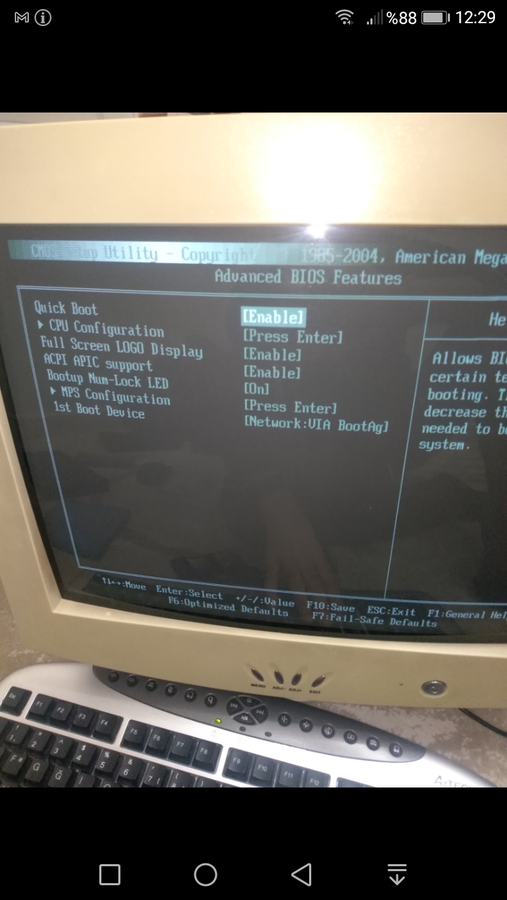 %88 12:29
CMOS Setup Utility - Copyright 1985-2004, American Mega
Advanced BIOS Features
Quick Boot [Enable]
CPU Configuration [Press Enter]
Full Screen LOGO Display [Enable]
ACPI APIC support [Enable]
Bootup Num-Lock LED [On]
MPS Configuration [Press Enter]
1st Boot Device [Network:VIA BootAg]
He
Allows BI
certain te
booting. T
decrease th
needed to b
system.
↑↓←→:Move Enter:Select +/-/:Value F10:Save ESC:Exit F1:General Hel
F6:Optimized Defaults F7:Fail-Safe Defaults